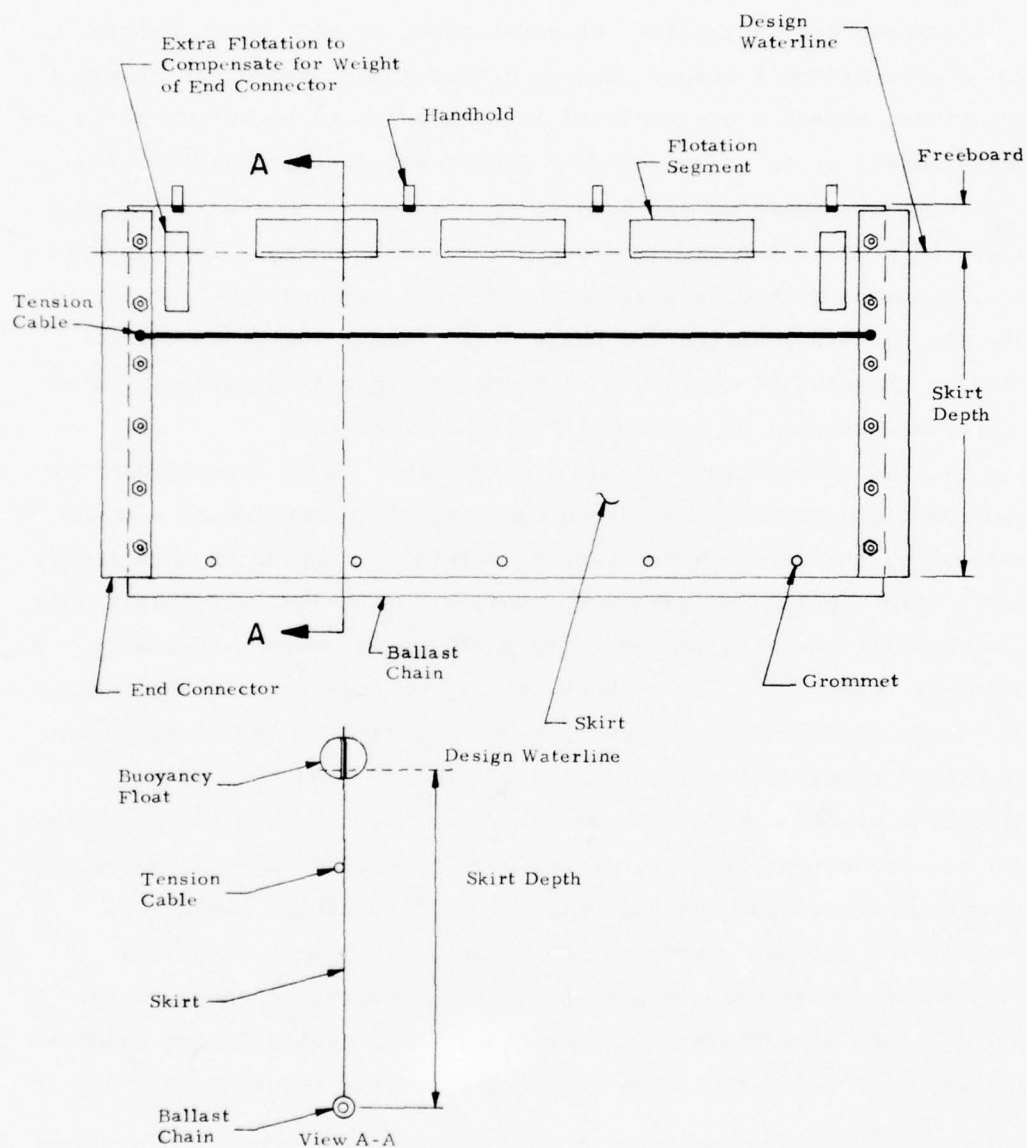 Design
Waterline
Extra Flotation to
Compensate for Weight
of End Connector
Handhold
Flotation
Segment
Freeboard
A
Tension
Cable
Skirt
Depth
A
Ballast
Chain
End Connector
Grommet
Skirt
Buoyancy
Float
Design Waterline
Tension
Cable
Skirt Depth
Skirt
Ballast
Chain
View A-A